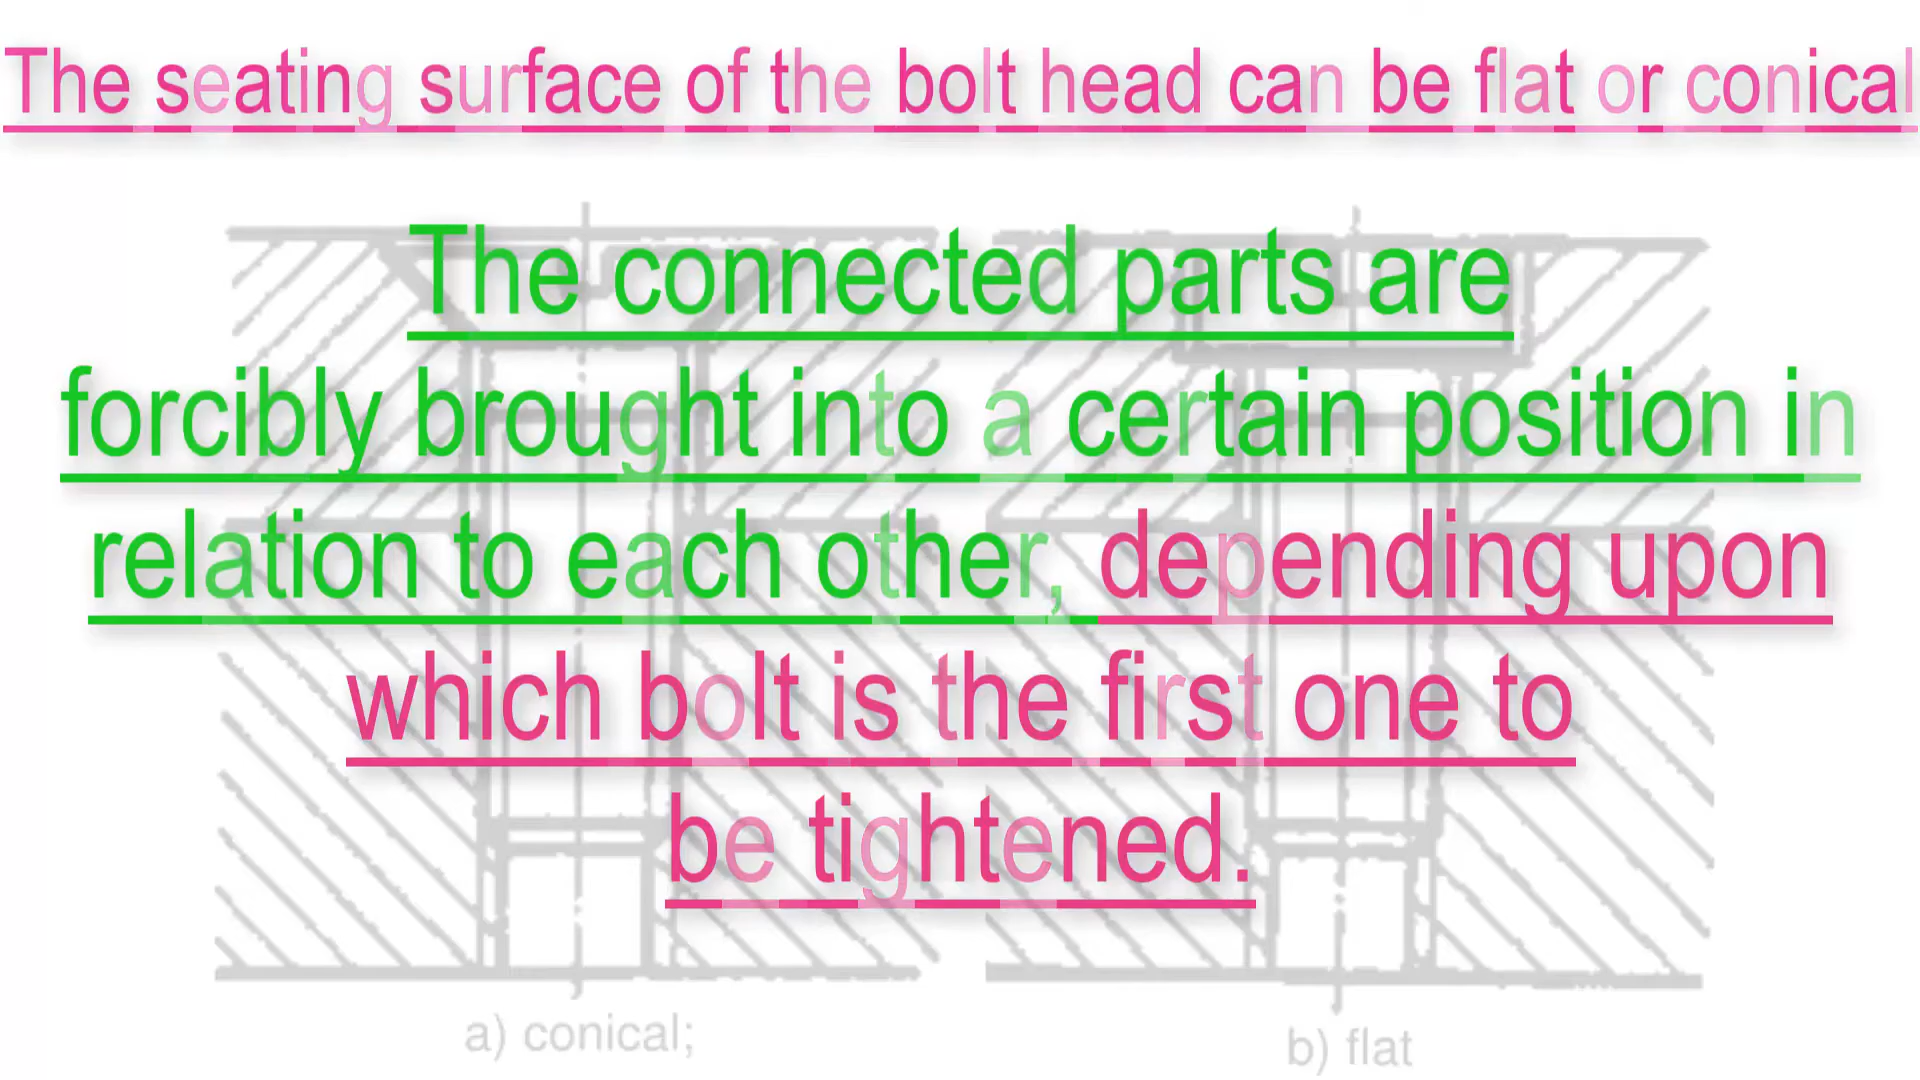 The seating surface of the bolt head can be flat or conical
The connected parts are
forcibly brought into a certain position in
relation to each other, depending upon
which bolt is the first one to
be tightened.
a) conical;
b) flat